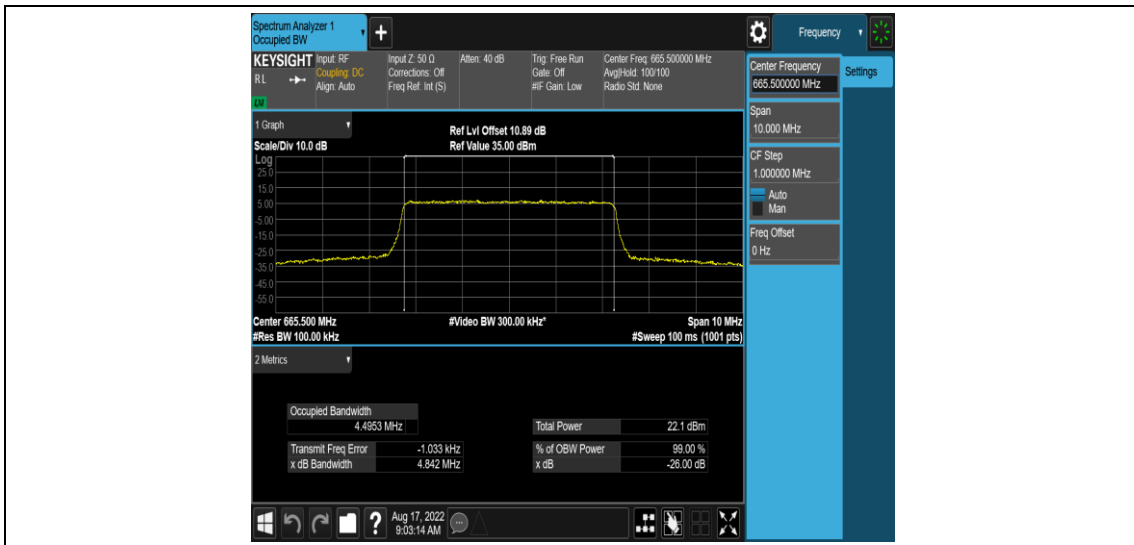 Spectrum Analyzer 1
Occupied BW
Frequency
KEYSIGHT
RL
Input: RF
Coupling: DC
Align: Auto
Input Z: 50 Ω
Corrections: Off
Freq Ref: Int (S)
Atten: 40 dB
Trig: Free Run
Gate: Off
#IF Gain: Low
Center Freq: 665.500000 MHz
Avg|Hold: 100/100
Radio Std: None
1 Graph
Scale/Div 10.0 dB
Ref Lvl Offset 10.89 dB
Ref Value 35.00 dBm
Log
25.0
15.0
5.00
-5.00
-15.0
-25.0
-35.0
-45.0
-55.0
Center 665.500 MHz
#Video BW 300.00 kHz*
Span 10 MHz
#Res BW 100.00 kHz
#Sweep 100 ms (1001 pts)
2 Metrics
Occupied Bandwidth
4.4953 MHz
Transmit Freq Error -1.033 kHz
x dB Bandwidth 4.842 MHz
Total Power 22.1 dBm
% of OBW Power 99.00 %
x dB -26.00 dB
Aug 17, 2022
9:03:14 AM
Center Frequency
665.500000 MHz
Settings
Span
10.000 MHz
CF Step
1.000000 MHz
Auto
Man
Freq Offset
0 Hz